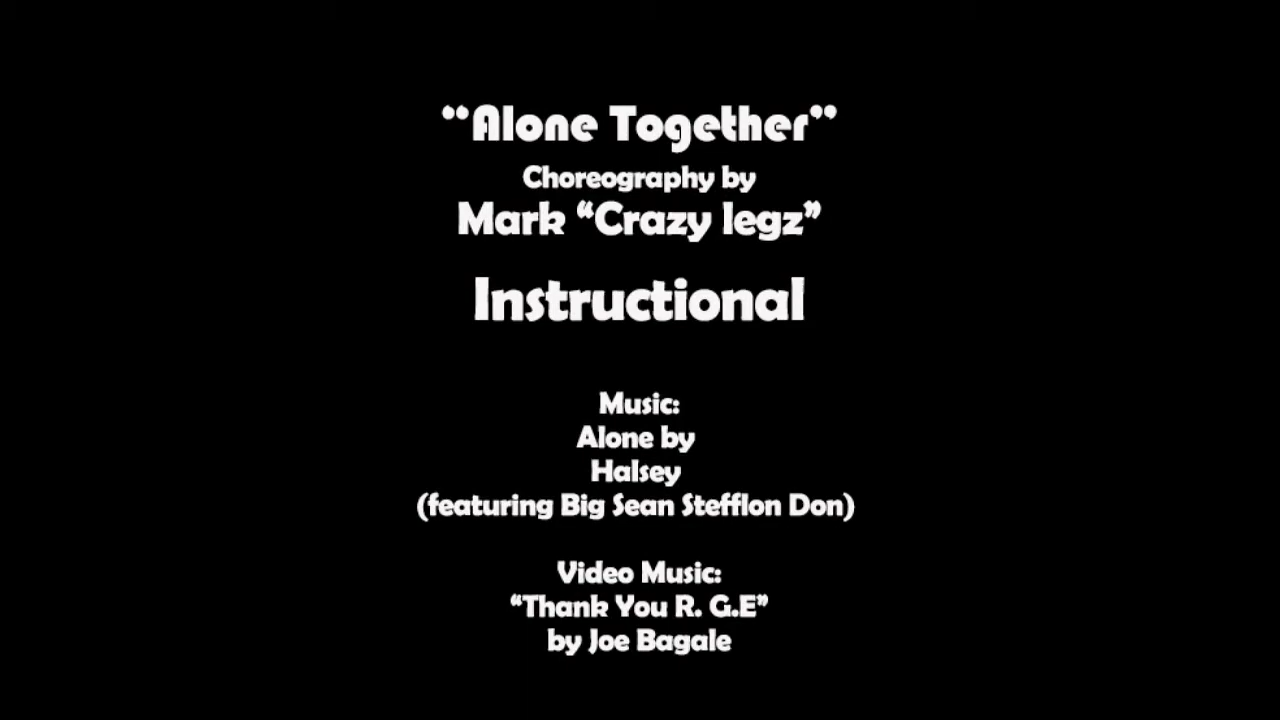 “Alone Together”
Choreography by
Mark “Crazy legz”
Instructional
Music:
Alone by
Halsey
(featuring Big Sean Stefflon Don)
Video Music:
“Thank You R. G.E”
by Joe Bagale